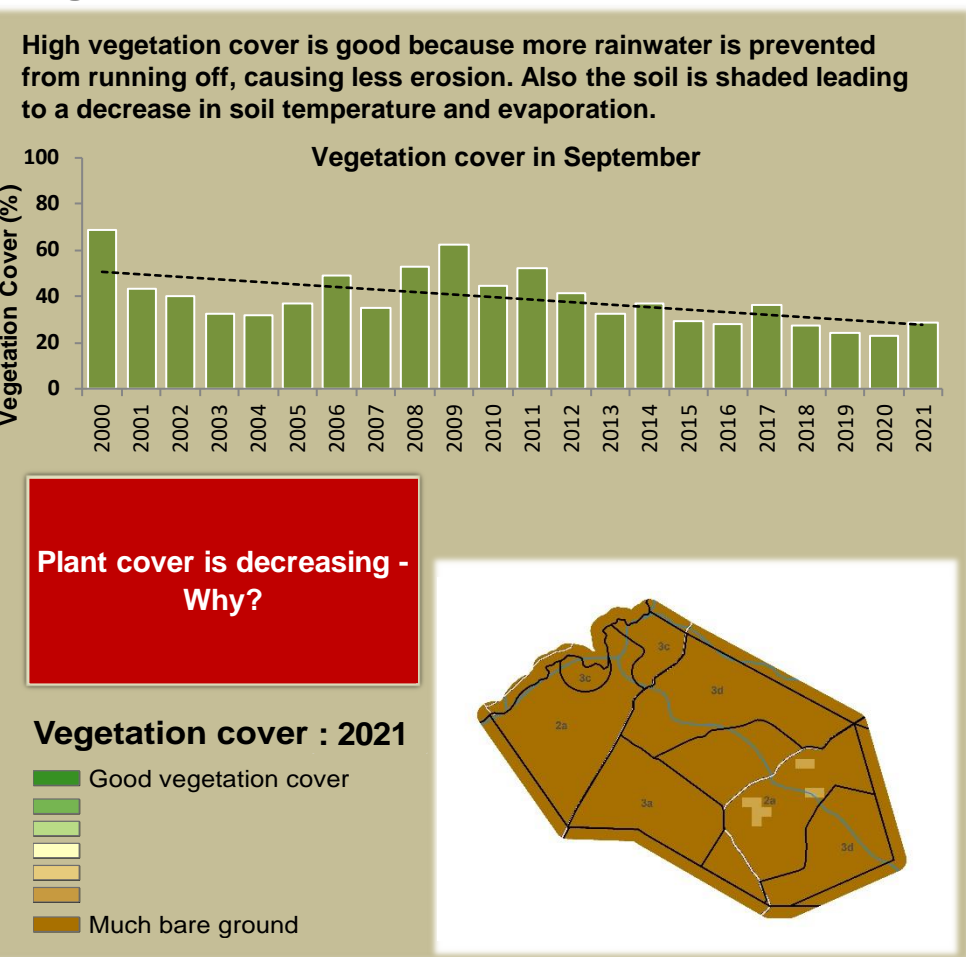 High vegetation cover is good because more rainwater is prevented
from running off, causing less erosion. Also the soil is shaded leading
to a decrease in soil temperature and evaporation.
Vegetation cover in September
Vegetation Cover (%)
100
80
60
40
20
0
2000 2001 2002 2003 2004 2005 2006 2007 2008 2009 2010 2011 2012 2013 2014 2015 2016 2017 2018 2019 2020 2021
Plant cover is decreasing -
Why?
Vegetation cover : 2021
Good vegetation cover
Much bare ground
3c
3c
3d
2a
3a
2a
3d